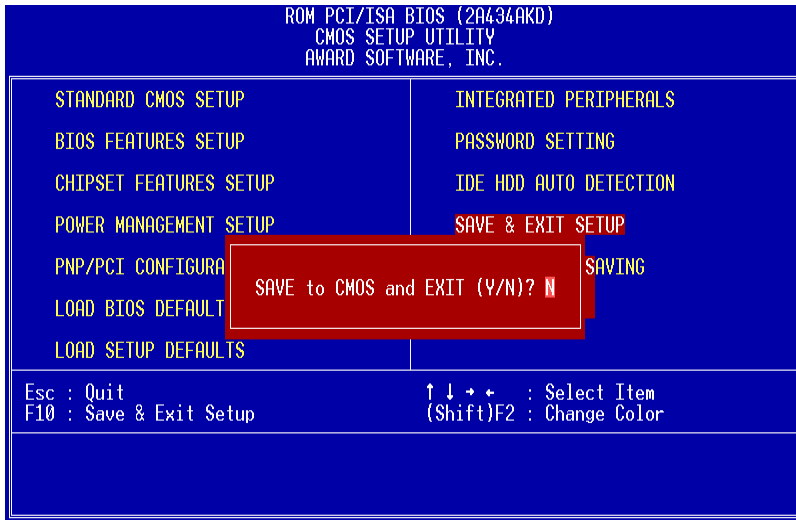 ROM PCI/ISA BIOS (2A434AKD)
CMOS SETUP UTILITY
AWARD SOFTWARE, INC.
STANDARD CMOS SETUP
BIOS FEATURES SETUP
CHIPSET FEATURES SETUP
POWER MANAGEMENT SETUP
PNP/PCI CONFIGURA
LOAD BIOS DEFAULT
LOAD SETUP DEFAULTS
INTEGRATED PERIPHERALS
PASSWORD SETTING
IDE HDD AUTO DETECTION
SAVE & EXIT SETUP
SAVING
SAVE to CMOS and EXIT (Y/N)? N
Esc : Quit
F10 : Save & Exit Setup
↑ ↓ → ← : Select Item
(Shift)F2 : Change Color